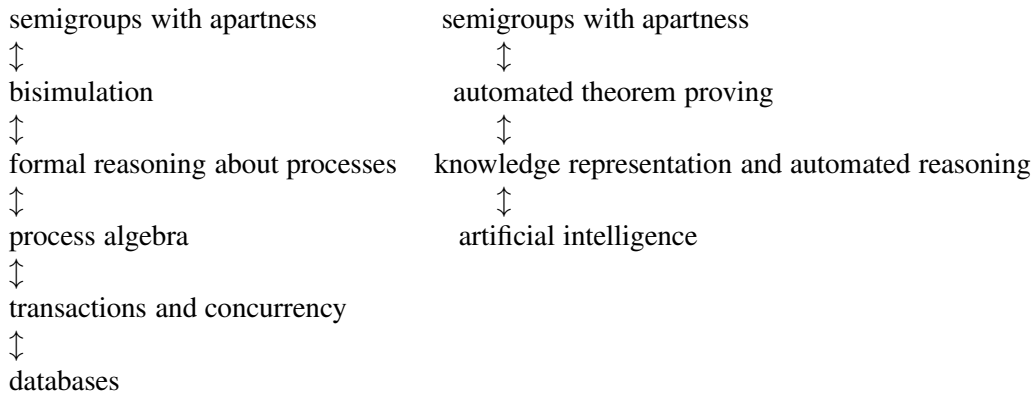 semigroups with apartness semigroups with apartness
↕ ↕
bisimulation automated theorem proving
↕ ↕
formal reasoning about processes knowledge representation and automated reasoning
↕ ↕
process algebra artificial intelligence
↕
transactions and concurrency
↕
databases